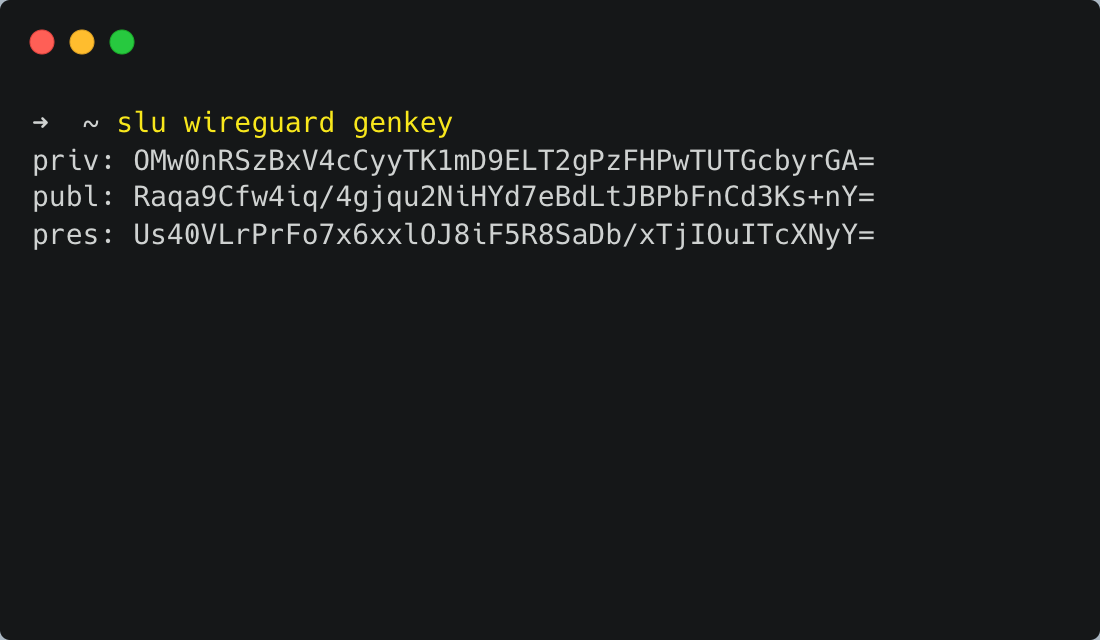 ➜  ~ slu wireguard genkey
priv: OMw0nRSzBxV4cCyyTK1mD9ELT2gPzFHPwTUTGcbyrGA=
publ: Raqa9Cfw4iq/4gjqu2NiHYd7eBdLtJBPbFnCd3Ks+nY=
pres: Us40VLrPrFo7x6xxlOJ8iF5R8SaDb/xTjIOuITcXNyY=